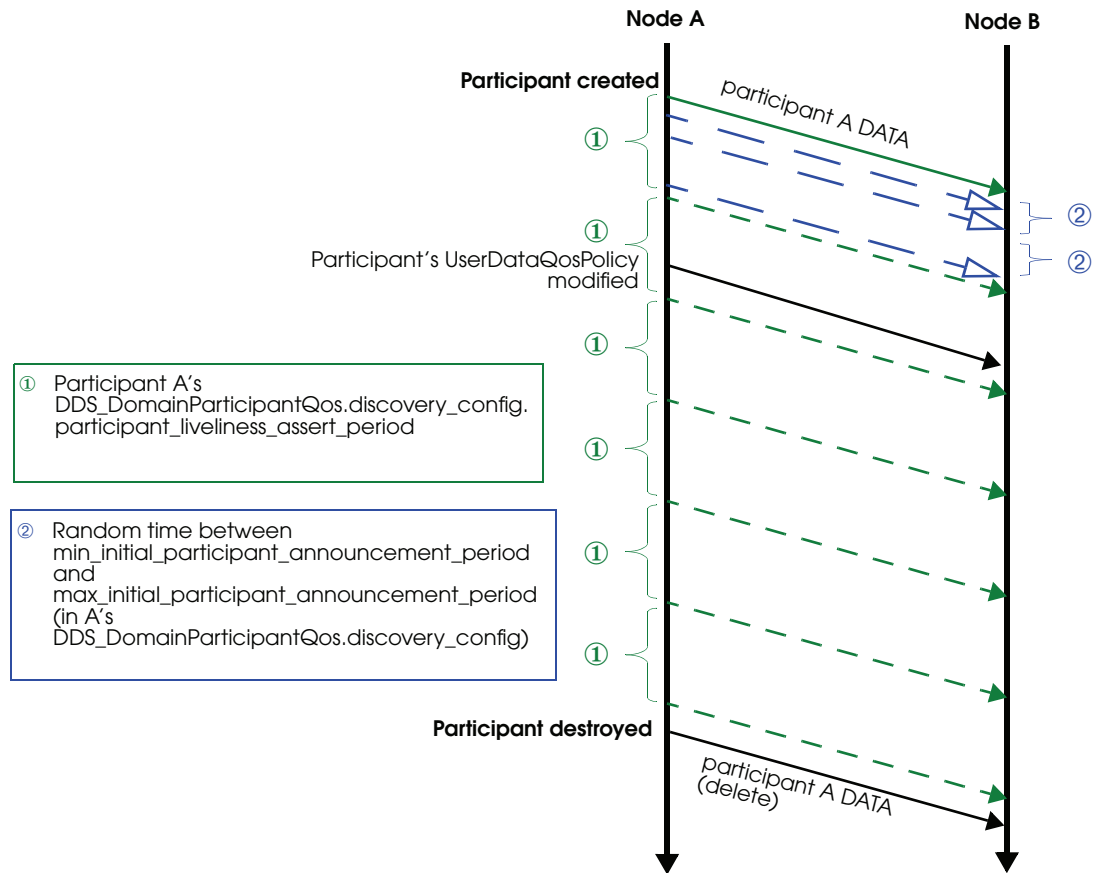 Node A
Node B
Participant created
participant A DATA
①
②
①
②
Participant's UserDataQosPolicy
modified
①
① Participant A's
DDS_DomainParticipantQos.discovery_config.
participant_liveliness_assert_period
①
② Random time between
min_initial_participant_announcement_period
and
max_initial_participant_announcement_period
(in A's
DDS_DomainParticipantQos.discovery_config)
①
①
Participant destroyed
participant A DATA
(delete)